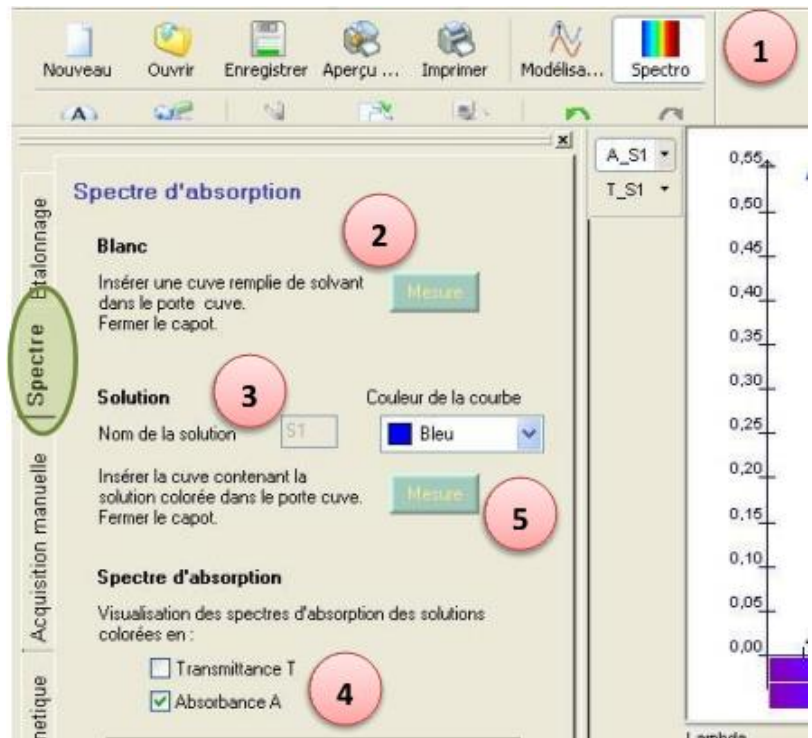 Nouveau Ouvrir Enregistrer Aperçu ... Imprimer Modélisa... Spectro
1
A
A_S1
T_S1
Etalonnage
Spectre
Acquisition manuelle
netique
Spectre d'absorption
2
Blanc
Insérer une cuve remplie de solvant
dans le porte cuve.
Fermer le capot.
Mesure
3
Solution
Couleur de la courbe
Nom de la solution S1 Bleu
Insérer la cuve contenant la
solution colorée dans le porte cuve.
Fermer le capot.
Mesure
5
Spectre d'absorption
Visualisation des spectres d'absorption des solutions
colorées en :
Transmittance T
Absorbance A
4
0,55
0,50
0,45
0,40
0,35
0,30
0,25
0,20
0,15
0,10
0,05
0,00